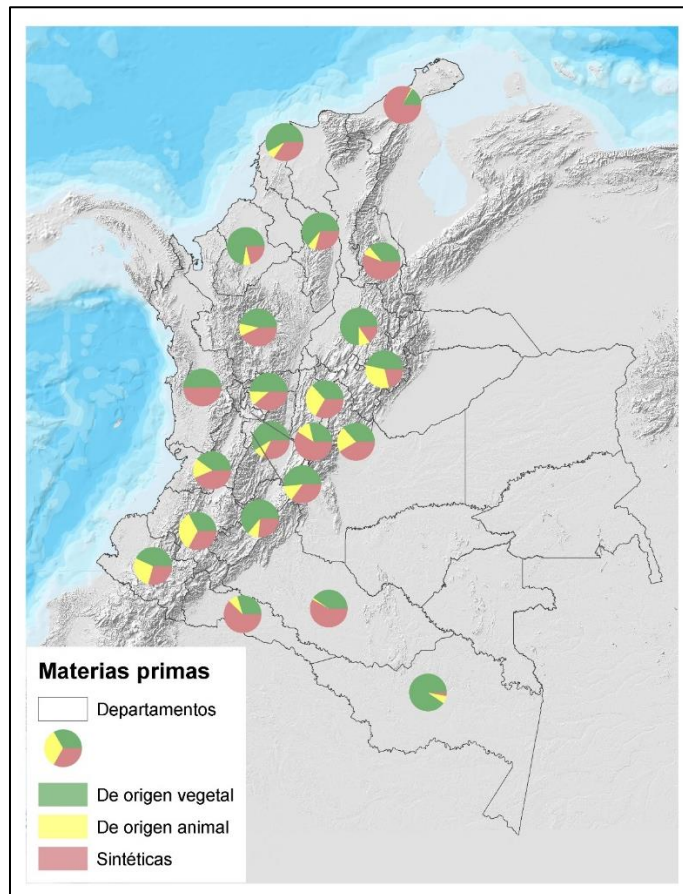 Materias primas
Departamentos
De origen vegetal
De origen animal
Sintéticas